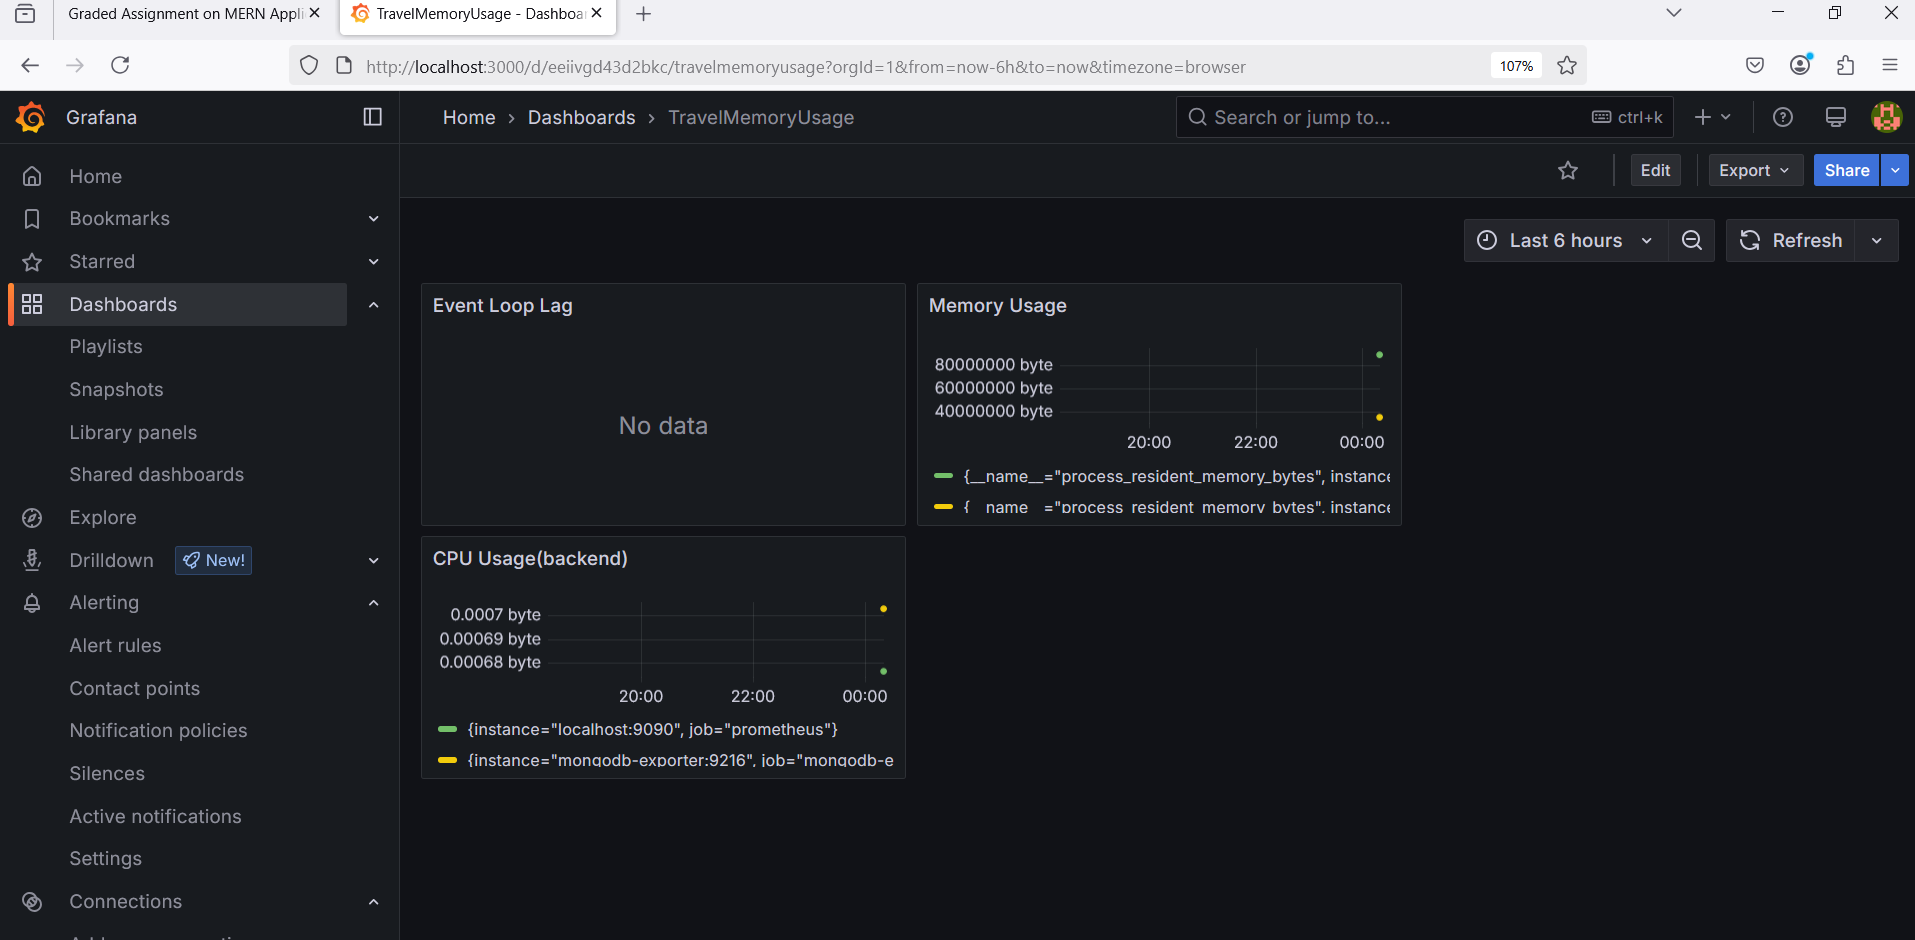 Graded Assignment on MERN Appli
TravelMemoryUsage - Dashboa
http://localhost:3000/d/eeiivgd43d2bkc/travelmemoryusage?orgId=1&from=now-6h&to=now&timezone=browser
107%
Grafana
Home › Dashboards › TravelMemoryUsage
Search or jump to...
ctrl+k
Edit
Export
Share
Home
Bookmarks
Starred
Dashboards
Playlists
Snapshots
Library panels
Shared dashboards
Explore
Drilldown
New!
Alerting
Alert rules
Contact points
Notification policies
Silences
Active notifications
Settings
Connections
Last 6 hours
Refresh
Event Loop Lag
No data
Memory Usage
80000000 byte
60000000 byte
40000000 byte
20:00 22:00 00:00
{__name__="process_resident_memory_bytes", instance
{__name__="process_resident_memory_bytes", instance
CPU Usage(backend)
0.0007 byte
0.00069 byte
0.00068 byte
20:00 22:00 00:00
{instance="localhost:9090", job="prometheus"}
{instance="mongodb-exporter:9216", job="mongodb-e